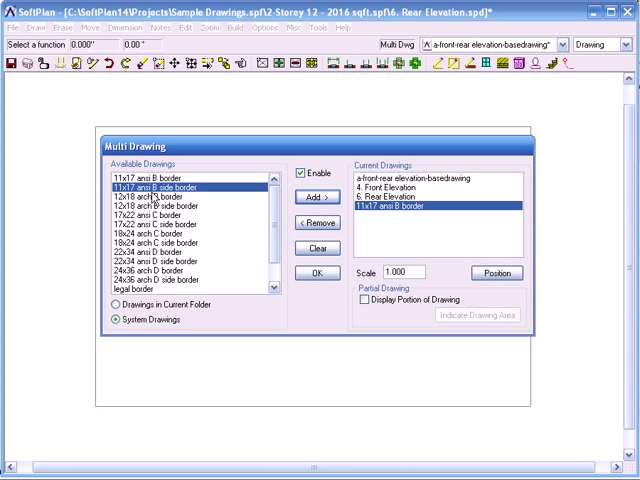 SoftPlan - [C:\SoftPlan14\Projects\Sample Drawings.spf\2-Storey 12 - 2016 sqft.spf\6. Rear Elevation.spd]*
File Draw Erase Move Dimension Notes Edit Zoom Build Options Misc Tools Help
Select a function 0.000" 0.00 ° Multi Dwg a-front-rear elevation-basedrawing* Drawing
Multi Drawing
Available Drawings
11x17 ansi B border
11x17 ansi B side border
12x18 arch B border
12x18 arch B side border
17x22 ansi C border
17x22 ansi C side border
18x24 arch C border
18x24 arch C side border
22x34 ansi D border
22x34 ansi D side border
24x36 arch D border
24x36 arch D side border
legal border
Drawings in Current Folder
System Drawings
Enable
Add >
< Remove
Clear
OK
Current Drawings
a-front-rear elevation-basedrawing
4. Front Elevation
6. Rear Elevation
11x17 ansi B border
Scale 1.000 Position
Partial Drawing
Display Portion of Drawing
Indicate Drawing Area